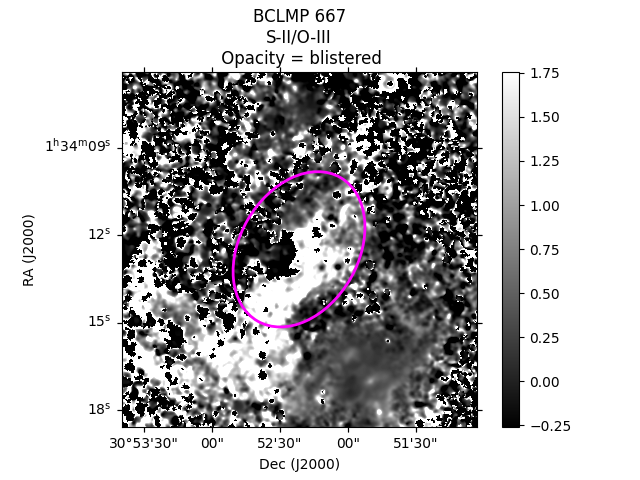 BCLMP 667
S-II/O-III
Opacity = blistered
1h34m09s
12s
15s
18s
RA (J2000)
30°53'30" 00" 52'30" 00" 51'30"
Dec (J2000)
1.75
1.50
1.25
1.00
0.75
0.50
0.25
0.00
−0.25